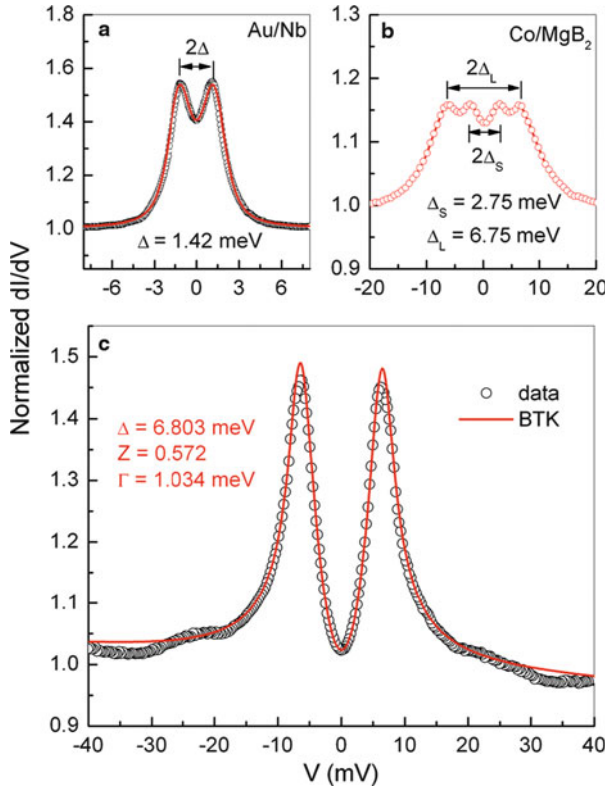 Normalized dI/dV
a
Au/Nb
2Δ
Δ = 1.42 meV
1.8
1.6
1.4
1.2
1.0
-6 -3 0 3 6
b
Co/MgB₂
2Δ_L
2Δ_S
Δ_S = 2.75 meV
Δ_L = 6.75 meV
1.3
1.2
1.1
1.0
0.9
-20 -10 0 10 20
c
data
BTK
Δ = 6.803 meV
Z = 0.572
Γ = 1.034 meV
1.5
1.4
1.3
1.2
1.1
1.0
0.9
-40 -30 -20 -10 0 10 20 30 40
V (mV)